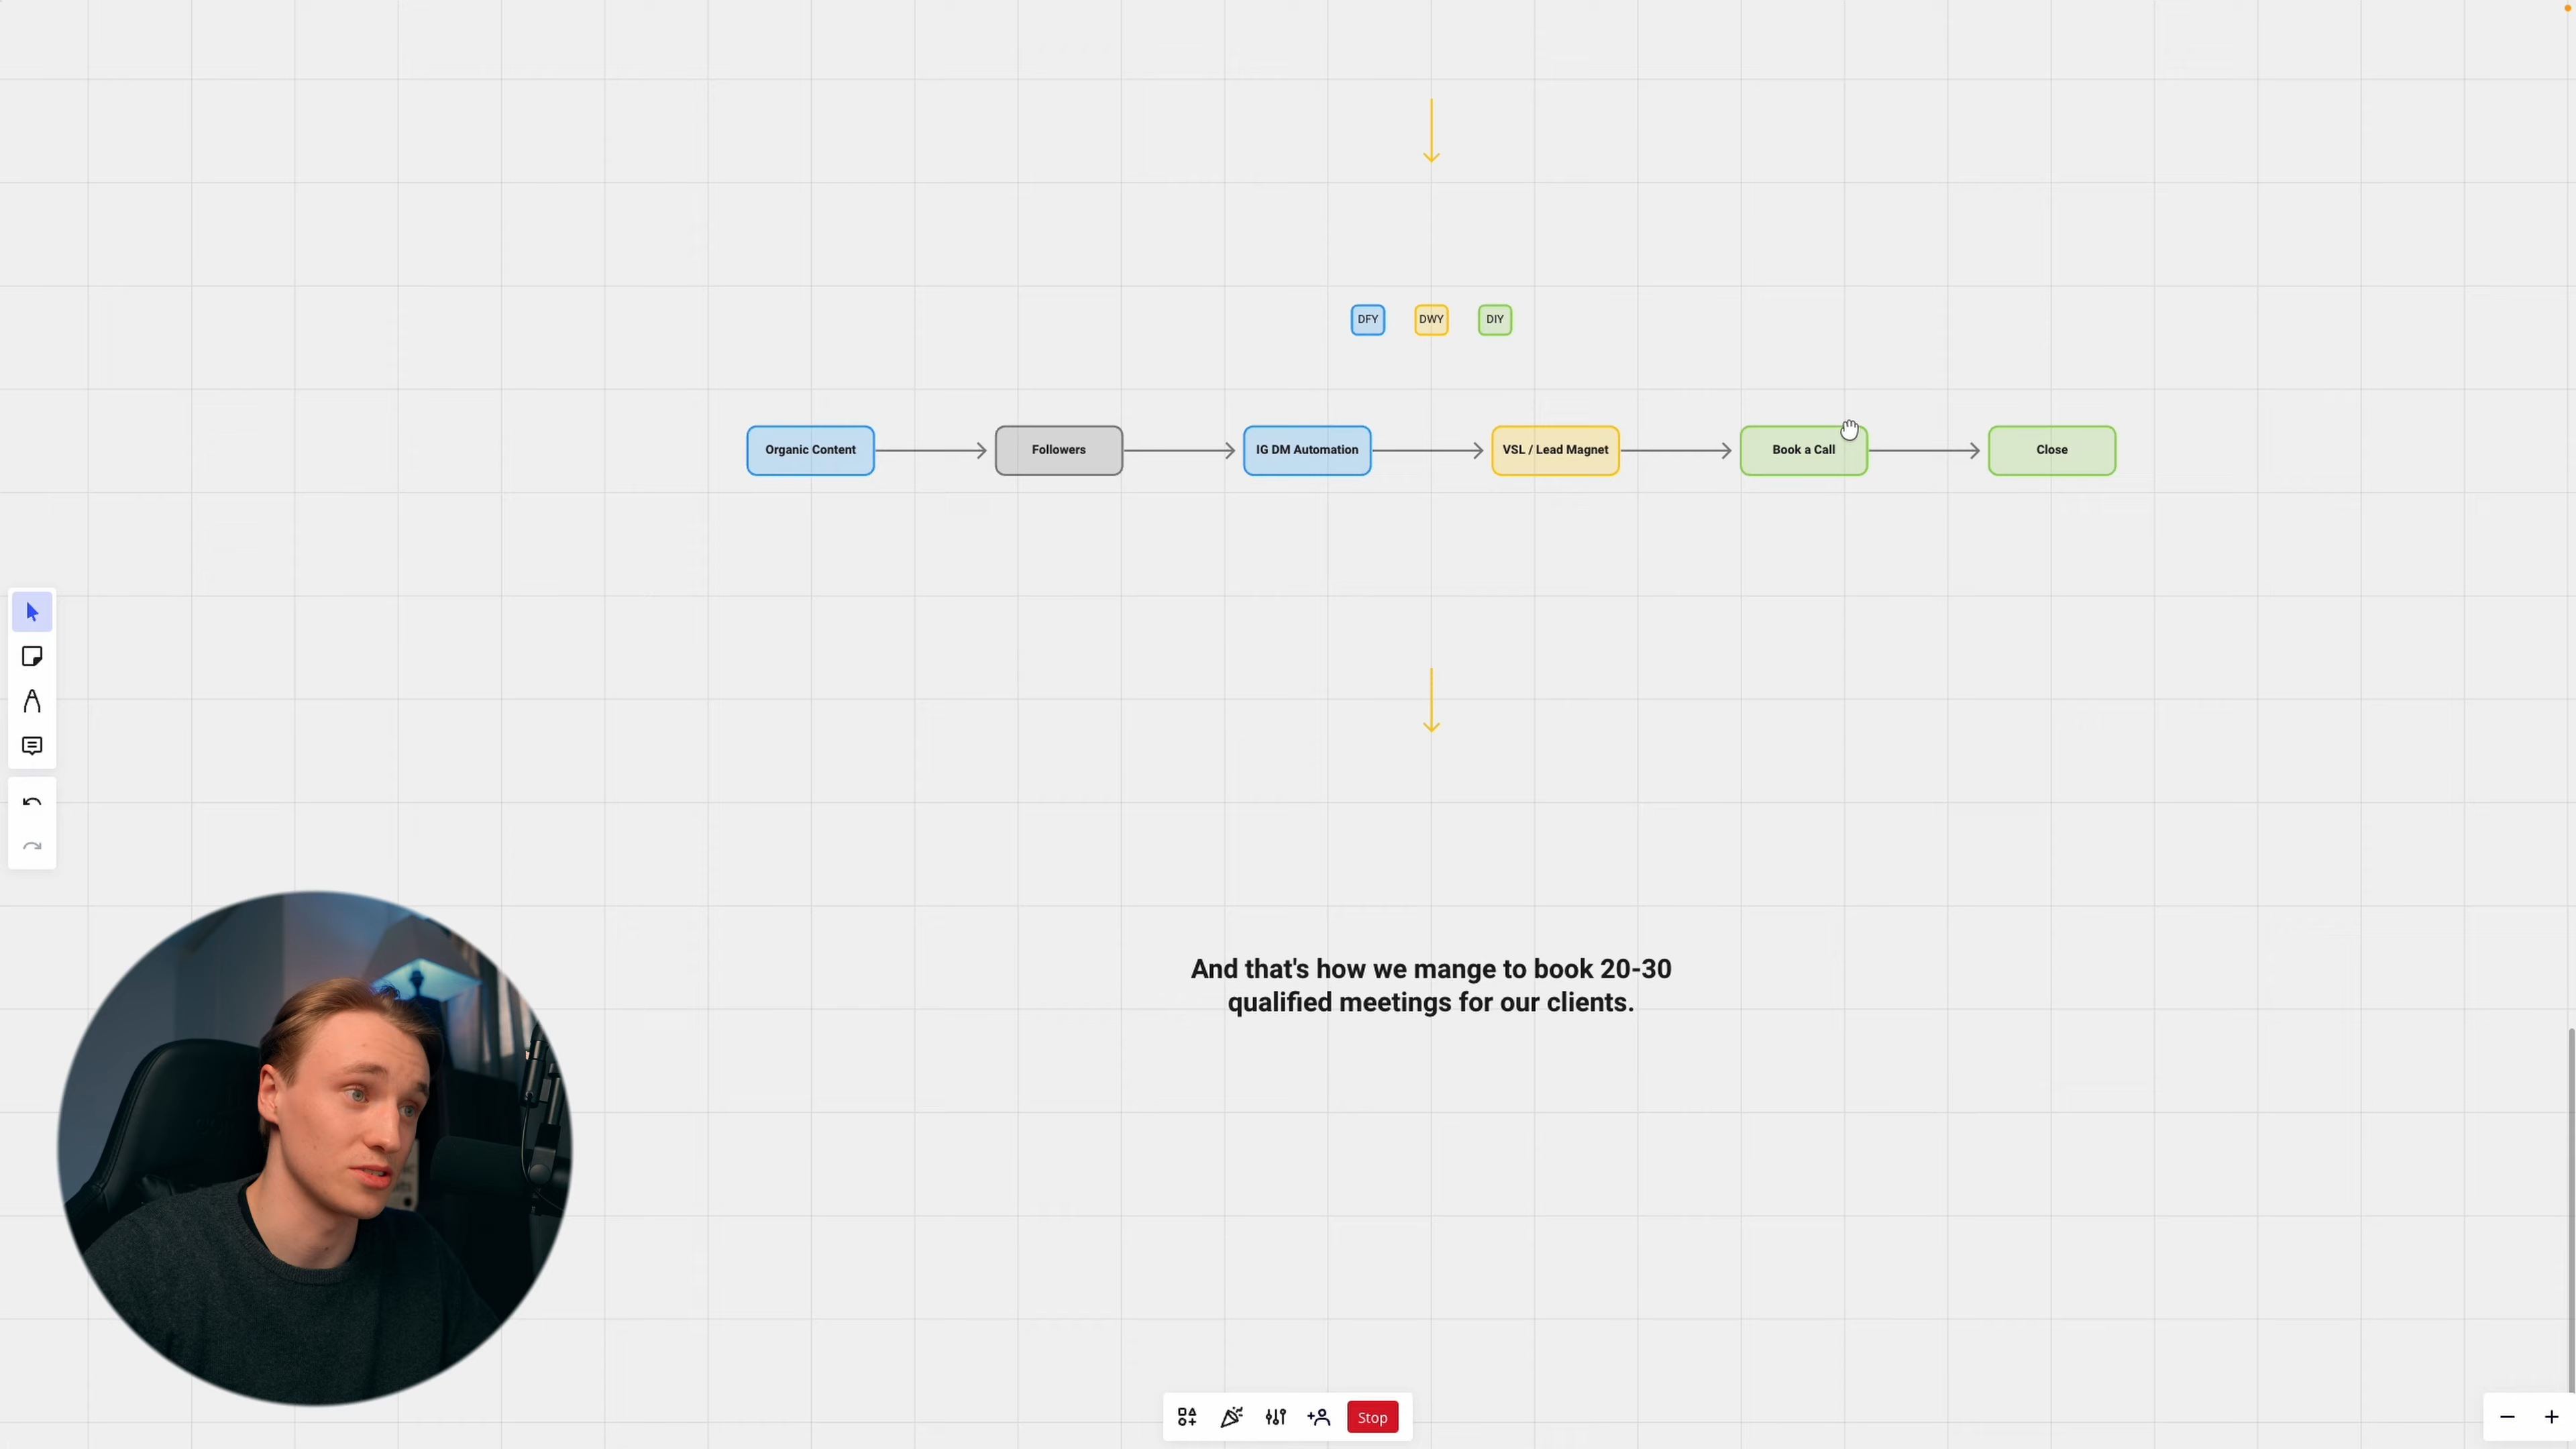 DFY DWY DIY
Organic Content Followers IG DM Automation VSL / Lead Magnet Book a Call Close
And that's how we mange to book 20-30
qualified meetings for our clients.
Stop